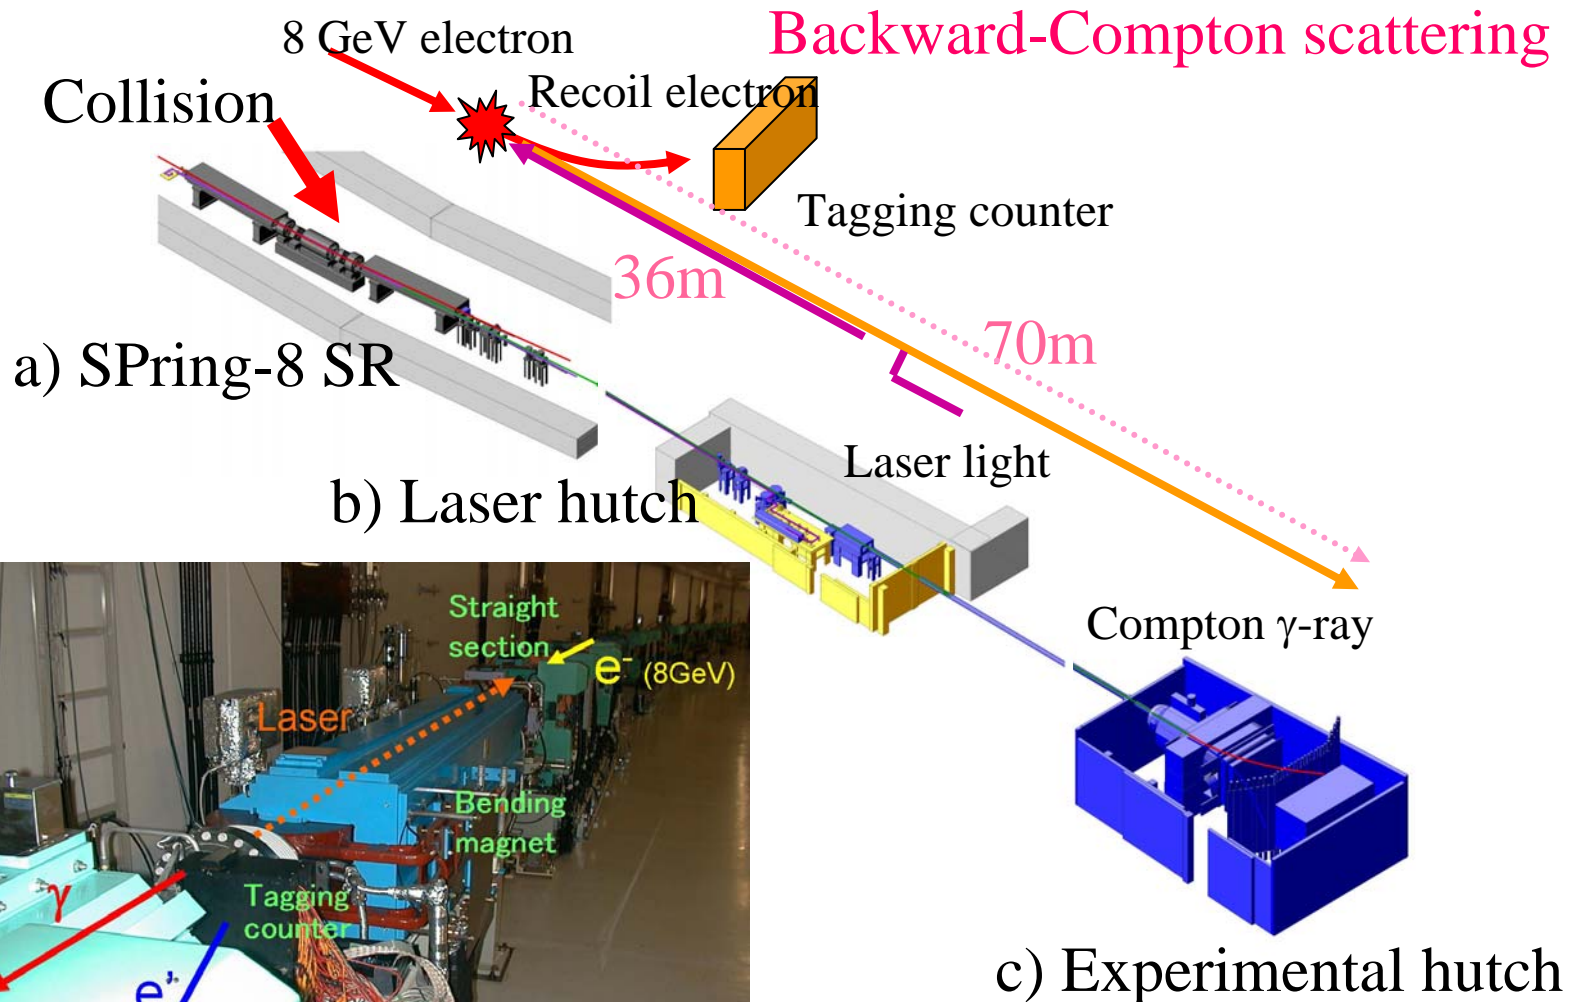 8 GeV electron
Backward-Compton scattering
Recoil electron
Collision
Tagging counter
36m
70m
a) SPring-8 SR
Laser light
b) Laser hutch
Compton γ-ray
c) Experimental hutch
Straight
section
e⁻ (8GeV)
Laser
Bending
magnet
γ
Tagging
counter
e'